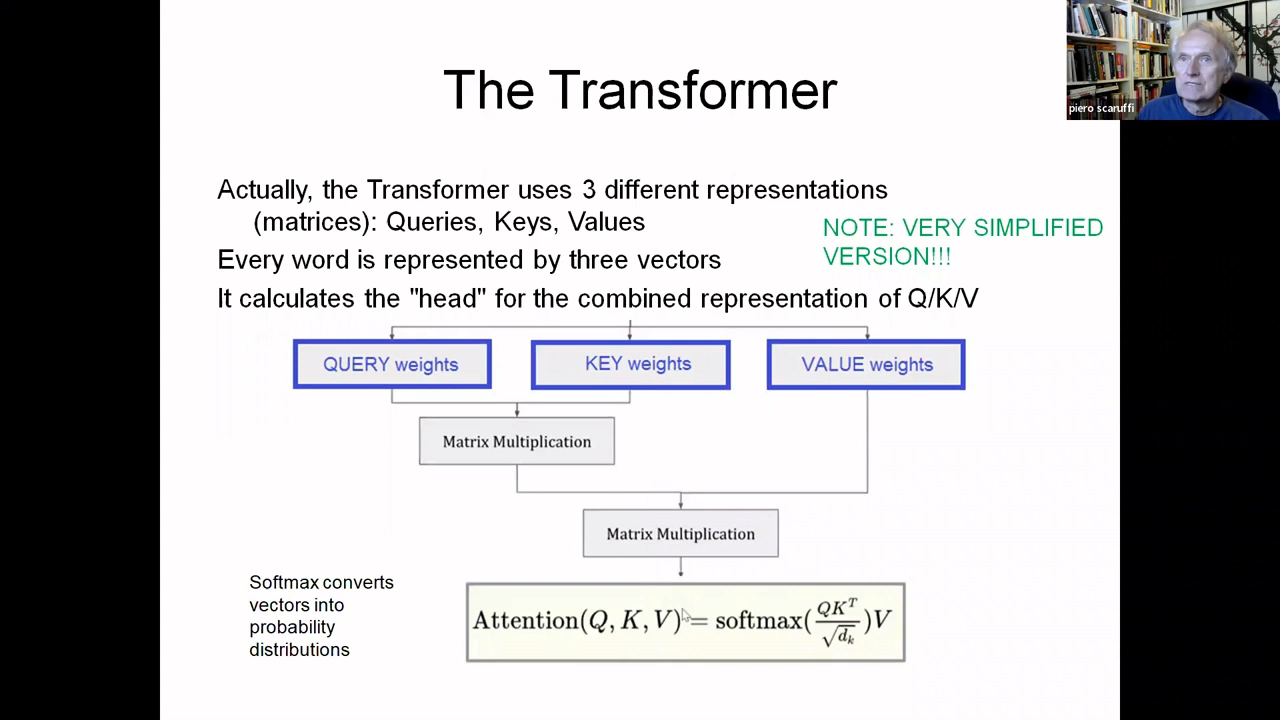 The Transformer
piero scaruffi
Actually, the Transformer uses 3 different representations
(matrices): Queries, Keys, Values
NOTE: VERY SIMPLIFIED
VERSION!!!
Every word is represented by three vectors
It calculates the "head" for the combined representation of Q/K/V
QUERY weights
KEY weights
VALUE weights
Matrix Multiplication
Matrix Multiplication
Softmax converts
vectors into
probability
distributions
Attention(Q, K, V) = softmax(QK^T / √d_k)V